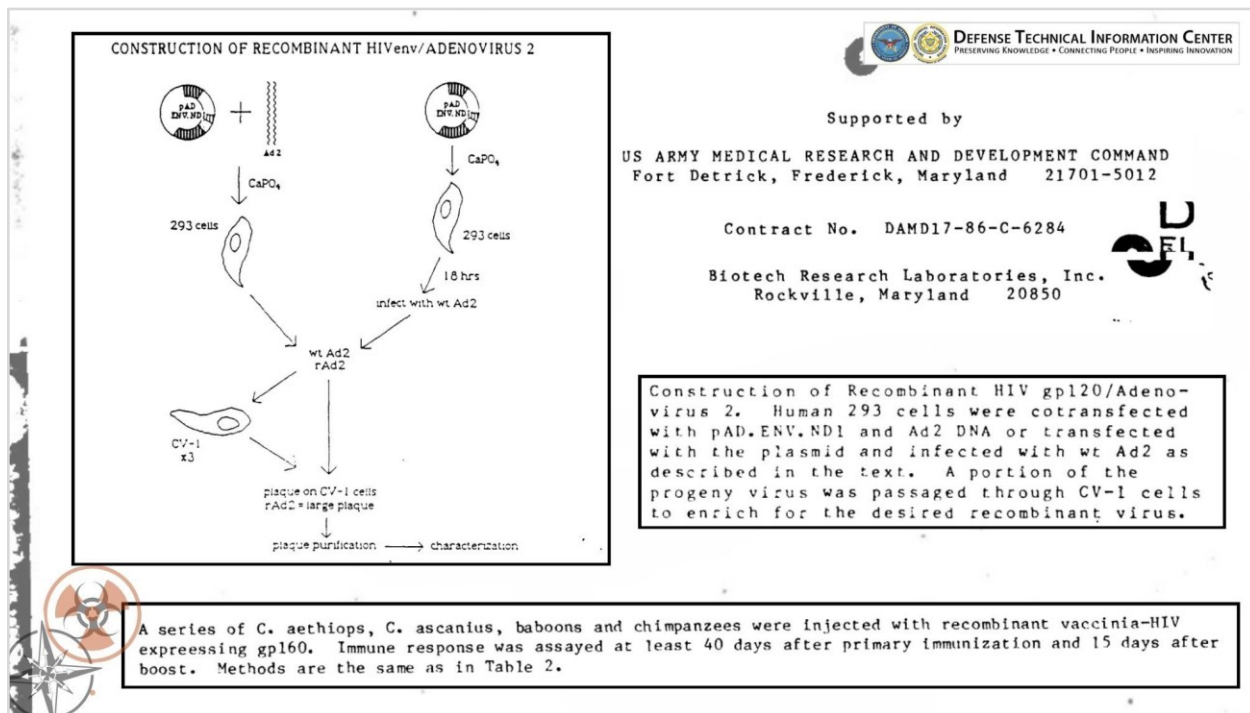 CONSTRUCTION OF RECOMBINANT HIVenv/ADENOVIRUS 2
pAD
ENV.ND1
+
Ad2
pAD
ENV.ND1
CaPO₄
CaPO₄
293 cells
293 cells
18 hrs
infect with wt Ad2
wt Ad2
rAd2
CV-1
x3
plaque on CV-1 cells
rAd2 = large plaque
plaque purification
characterization
DEFENSE TECHNICAL INFORMATION CENTER
PRESERVING KNOWLEDGE • CONNECTING PEOPLE • INSPIRING INNOVATION
Supported by
US ARMY MEDICAL RESEARCH AND DEVELOPMENT COMMAND
Fort Detrick, Frederick, Maryland 21701-5012
Contract No. DAMD17-86-C-6284
Biotech Research Laboratories, Inc.
Rockville, Maryland 20850
Construction of Recombinant HIV gp120/Adeno-
virus 2. Human 293 cells were cotransfected
with pAD.ENV.ND1 and Ad2 DNA or transfected
with the plasmid and infected with wt Ad2 as
described in the text. A portion of the
progeny virus was passaged through CV-1 cells
to enrich for the desired recombinant virus.
A series of C. aethiops, C. ascanius, baboons and chimpanzees were injected with recombinant vaccinia-HIV
expreessing gp160. Immune response was assayed at least 40 days after primary immunization and 15 days after
boost. Methods are the same as in Table 2.